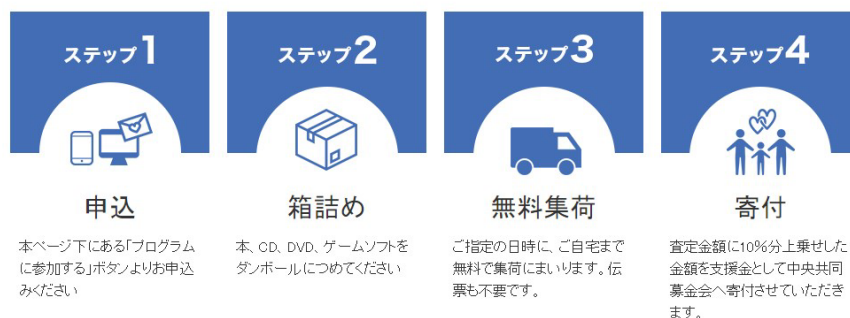 ステップ1
申込
本ページ下にある「プログラム
に参加する」ボタンよりお申込
みください
ステップ2
箱詰め
本、CD、DVD、ゲームソフトを
ダンボールにつめてください
ステップ3
無料集荷
ご指定の日時に、ご自宅まで
無料で集荷にまいります。伝
票も不要です。
ステップ4
寄付
査定金額に10%分上乗せした
金額を支援金として中央共同
募金会へ寄付させていただき
ます。